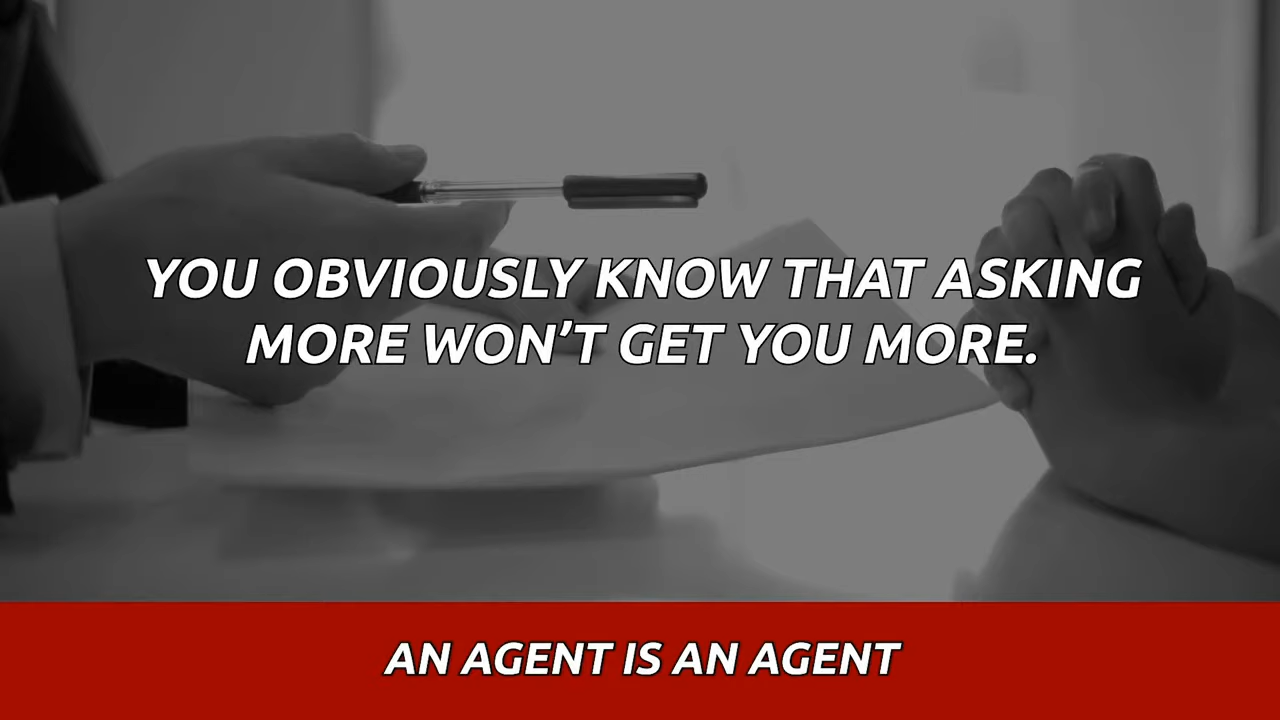 YOU OBVIOUSLY KNOW THAT ASKING
MORE WON'T GET YOU MORE.
AN AGENT IS AN AGENT